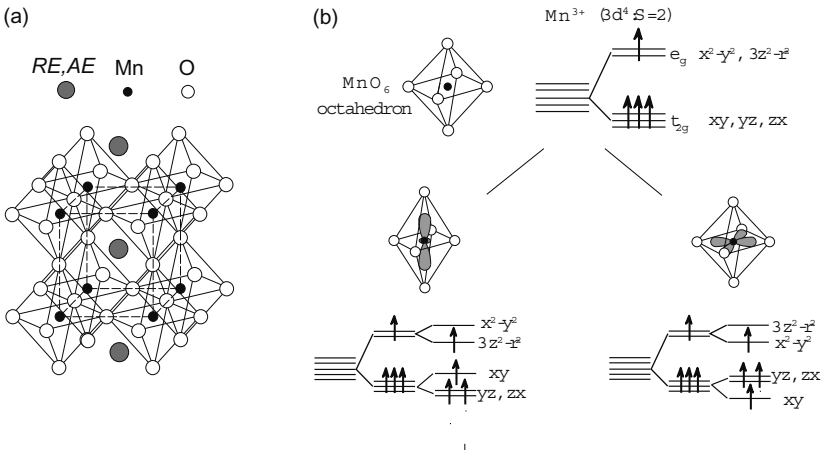 (a)
RE,AE Mn O
(b)
Mn³⁺ (3d⁴:S=2)
MnO₆
octahedron
e_g x²-y², 3z²-r²
t_2g xy, yz, zx
x²-y²
3z²-r²
xy
yz, zx
3z²-r²
x²-y²
yz, zx
xy